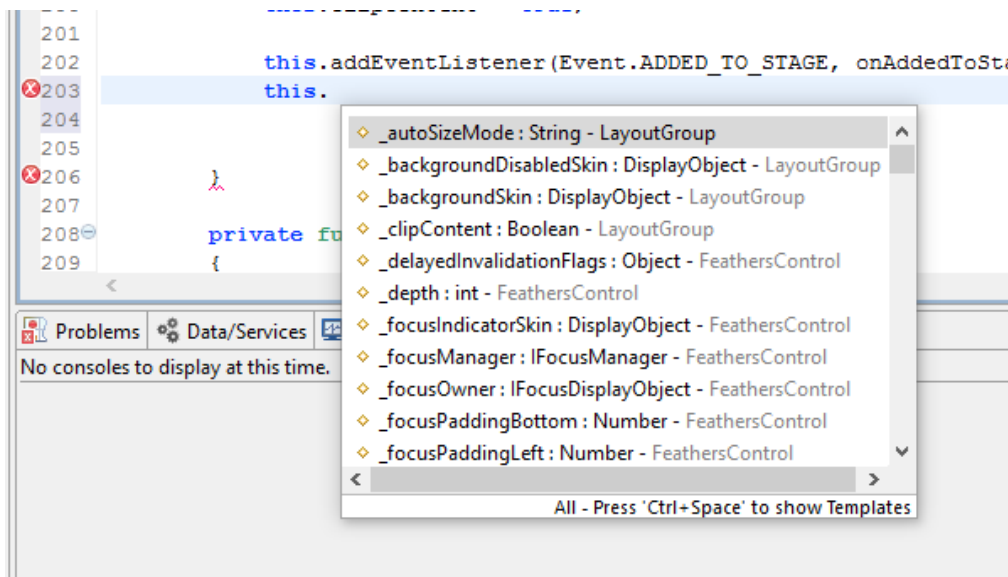 201
202 this.addEventListener(Event.ADDED_TO_STAGE, onAddedToSta
203 this.
204
205
206 }
207
208 private fu
209 {
_autoSizeMode : String - LayoutGroup
_backgroundDisabledSkin : DisplayObject - LayoutGroup
_backgroundSkin : DisplayObject - LayoutGroup
_clipContent : Boolean - LayoutGroup
_delayedInvalidationFlags : Object - FeathersControl
_depth : int - FeathersControl
_focusIndicatorSkin : DisplayObject - FeathersControl
_focusManager : IFocusManager - FeathersControl
_focusOwner : IFocusDisplayObject - FeathersControl
_focusPaddingBottom : Number - FeathersControl
_focusPaddingLeft : Number - FeathersControl
All - Press 'Ctrl+Space' to show Templates
Problems Data/Services
No consoles to display at this time.